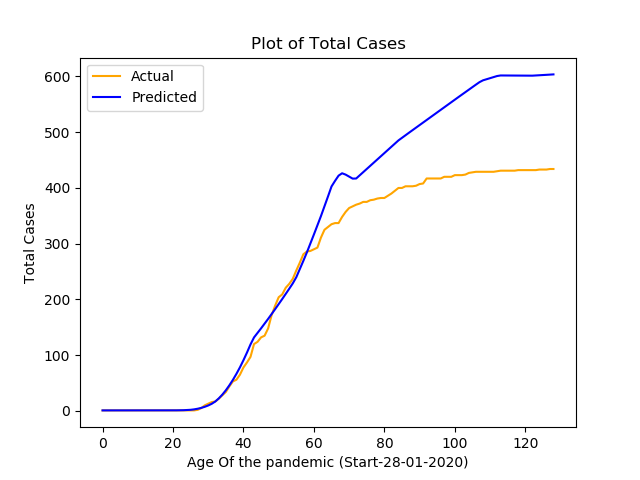 Plot of Total Cases
Actual
Predicted
600
500
400
300
200
100
0
Total Cases
0 20 40 60 80 100 120
Age Of the pandemic (Start-28-01-2020)